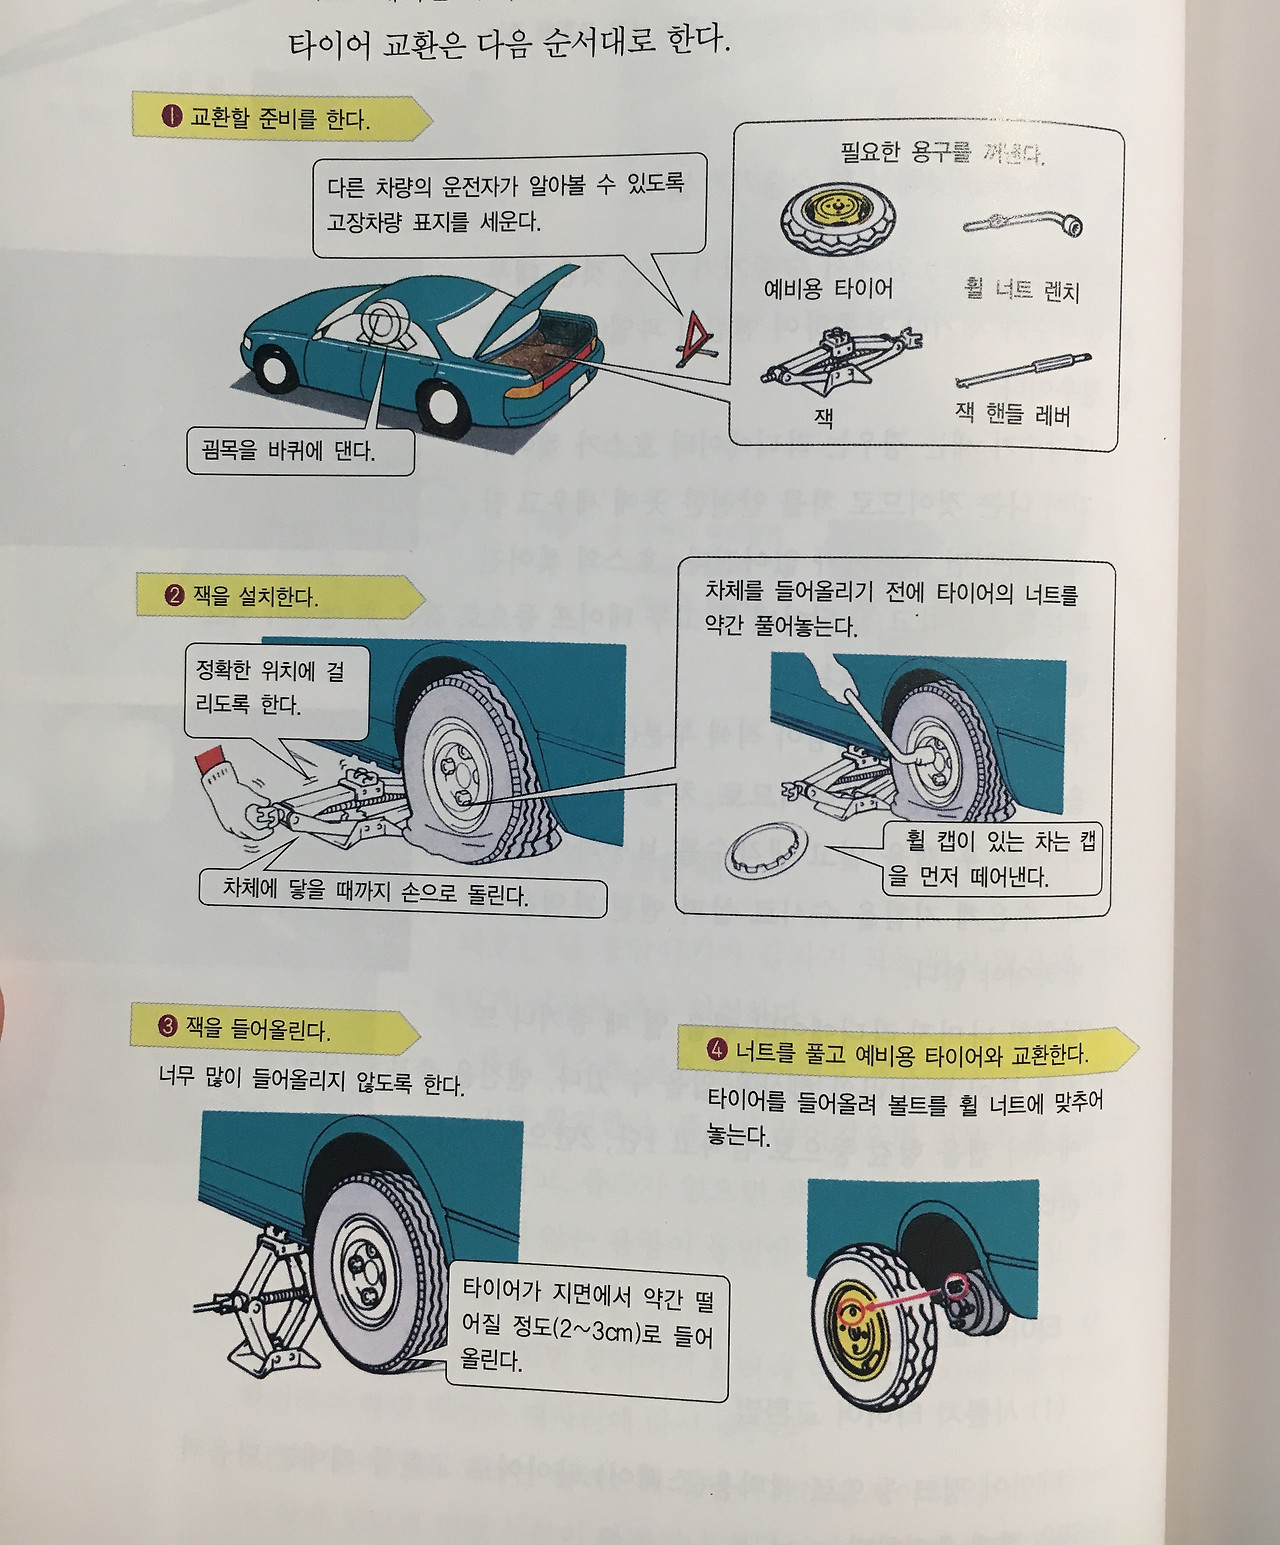 타이어 교환은 다음 순서대로 한다.
1 교환할 준비를 한다.
다른 차량의 운전자가 알아볼 수 있도록
고장차량 표지를 세운다.
필요한 용구를 꺼낸다.
예비용 타이어
휠 너트 렌치
잭
잭 핸들 레버
굄목을 바퀴에 댄다.
2 잭을 설치한다.
정확한 위치에 걸
리도록 한다.
차체에 닿을 때까지 손으로 돌린다.
차체를 들어올리기 전에 타이어의 너트를
약간 풀어놓는다.
휠 캡이 있는 차는 캡
을 먼저 떼어낸다.
3 잭을 들어올린다.
너무 많이 들어올리지 않도록 한다.
타이어가 지면에서 약간 떨
어질 정도(2~3cm)로 들어
올린다.
4 너트를 풀고 예비용 타이어와 교환한다.
타이어를 들어올려 볼트를 휠 너트에 맞추어
놓는다.